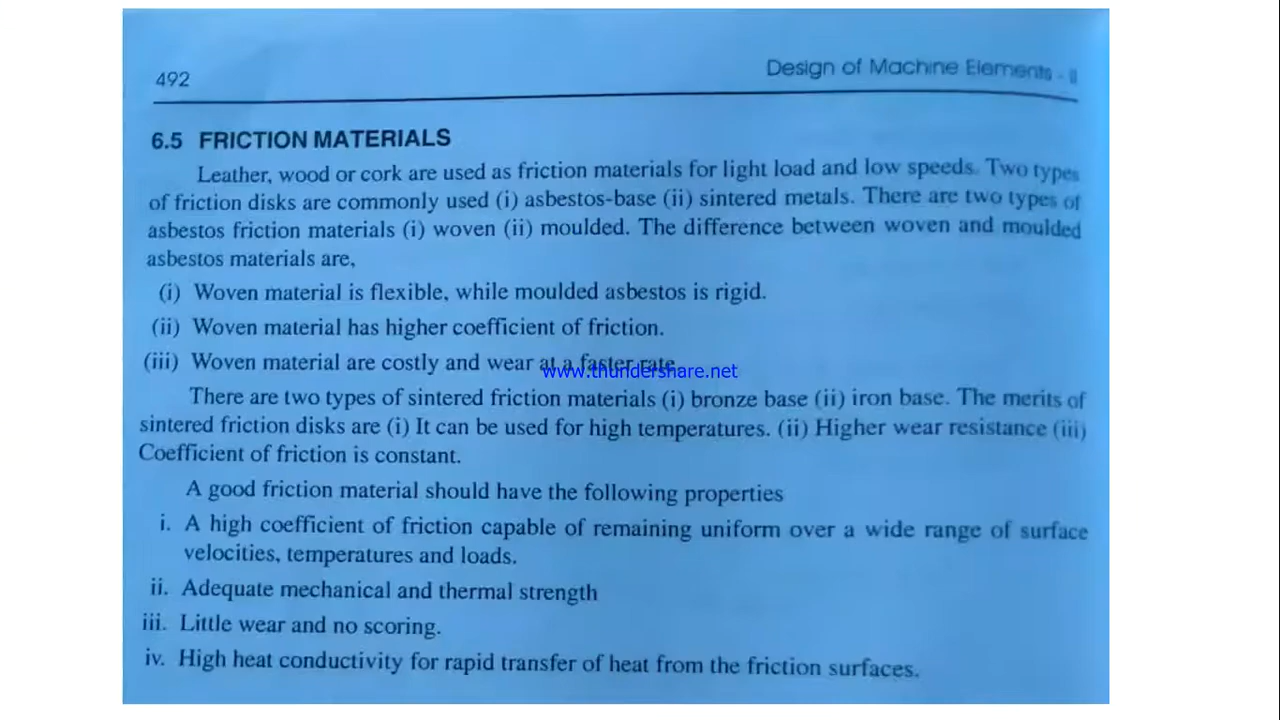 492
Design of Machine Elements - II
6.5 FRICTION MATERIALS
Leather, wood or cork are used as friction materials for light load and low speeds. Two types
of friction disks are commonly used (i) asbestos-base (ii) sintered metals. There are two types of
asbestos friction materials (i) woven (ii) moulded. The difference between woven and moulded
asbestos materials are,
(i) Woven material is flexible, while moulded asbestos is rigid.
(ii) Woven material has higher coefficient of friction.
(iii) Woven material are costly and wear at a faster rate.
www.thundershare.net
There are two types of sintered friction materials (i) bronze base (ii) iron base. The merits of
sintered friction disks are (i) It can be used for high temperatures. (ii) Higher wear resistance (iii)
Coefficient of friction is constant.
A good friction material should have the following properties
i. A high coefficient of friction capable of remaining uniform over a wide range of surface
velocities, temperatures and loads.
ii. Adequate mechanical and thermal strength
iii. Little wear and no scoring.
iv. High heat conductivity for rapid transfer of heat from the friction surfaces.